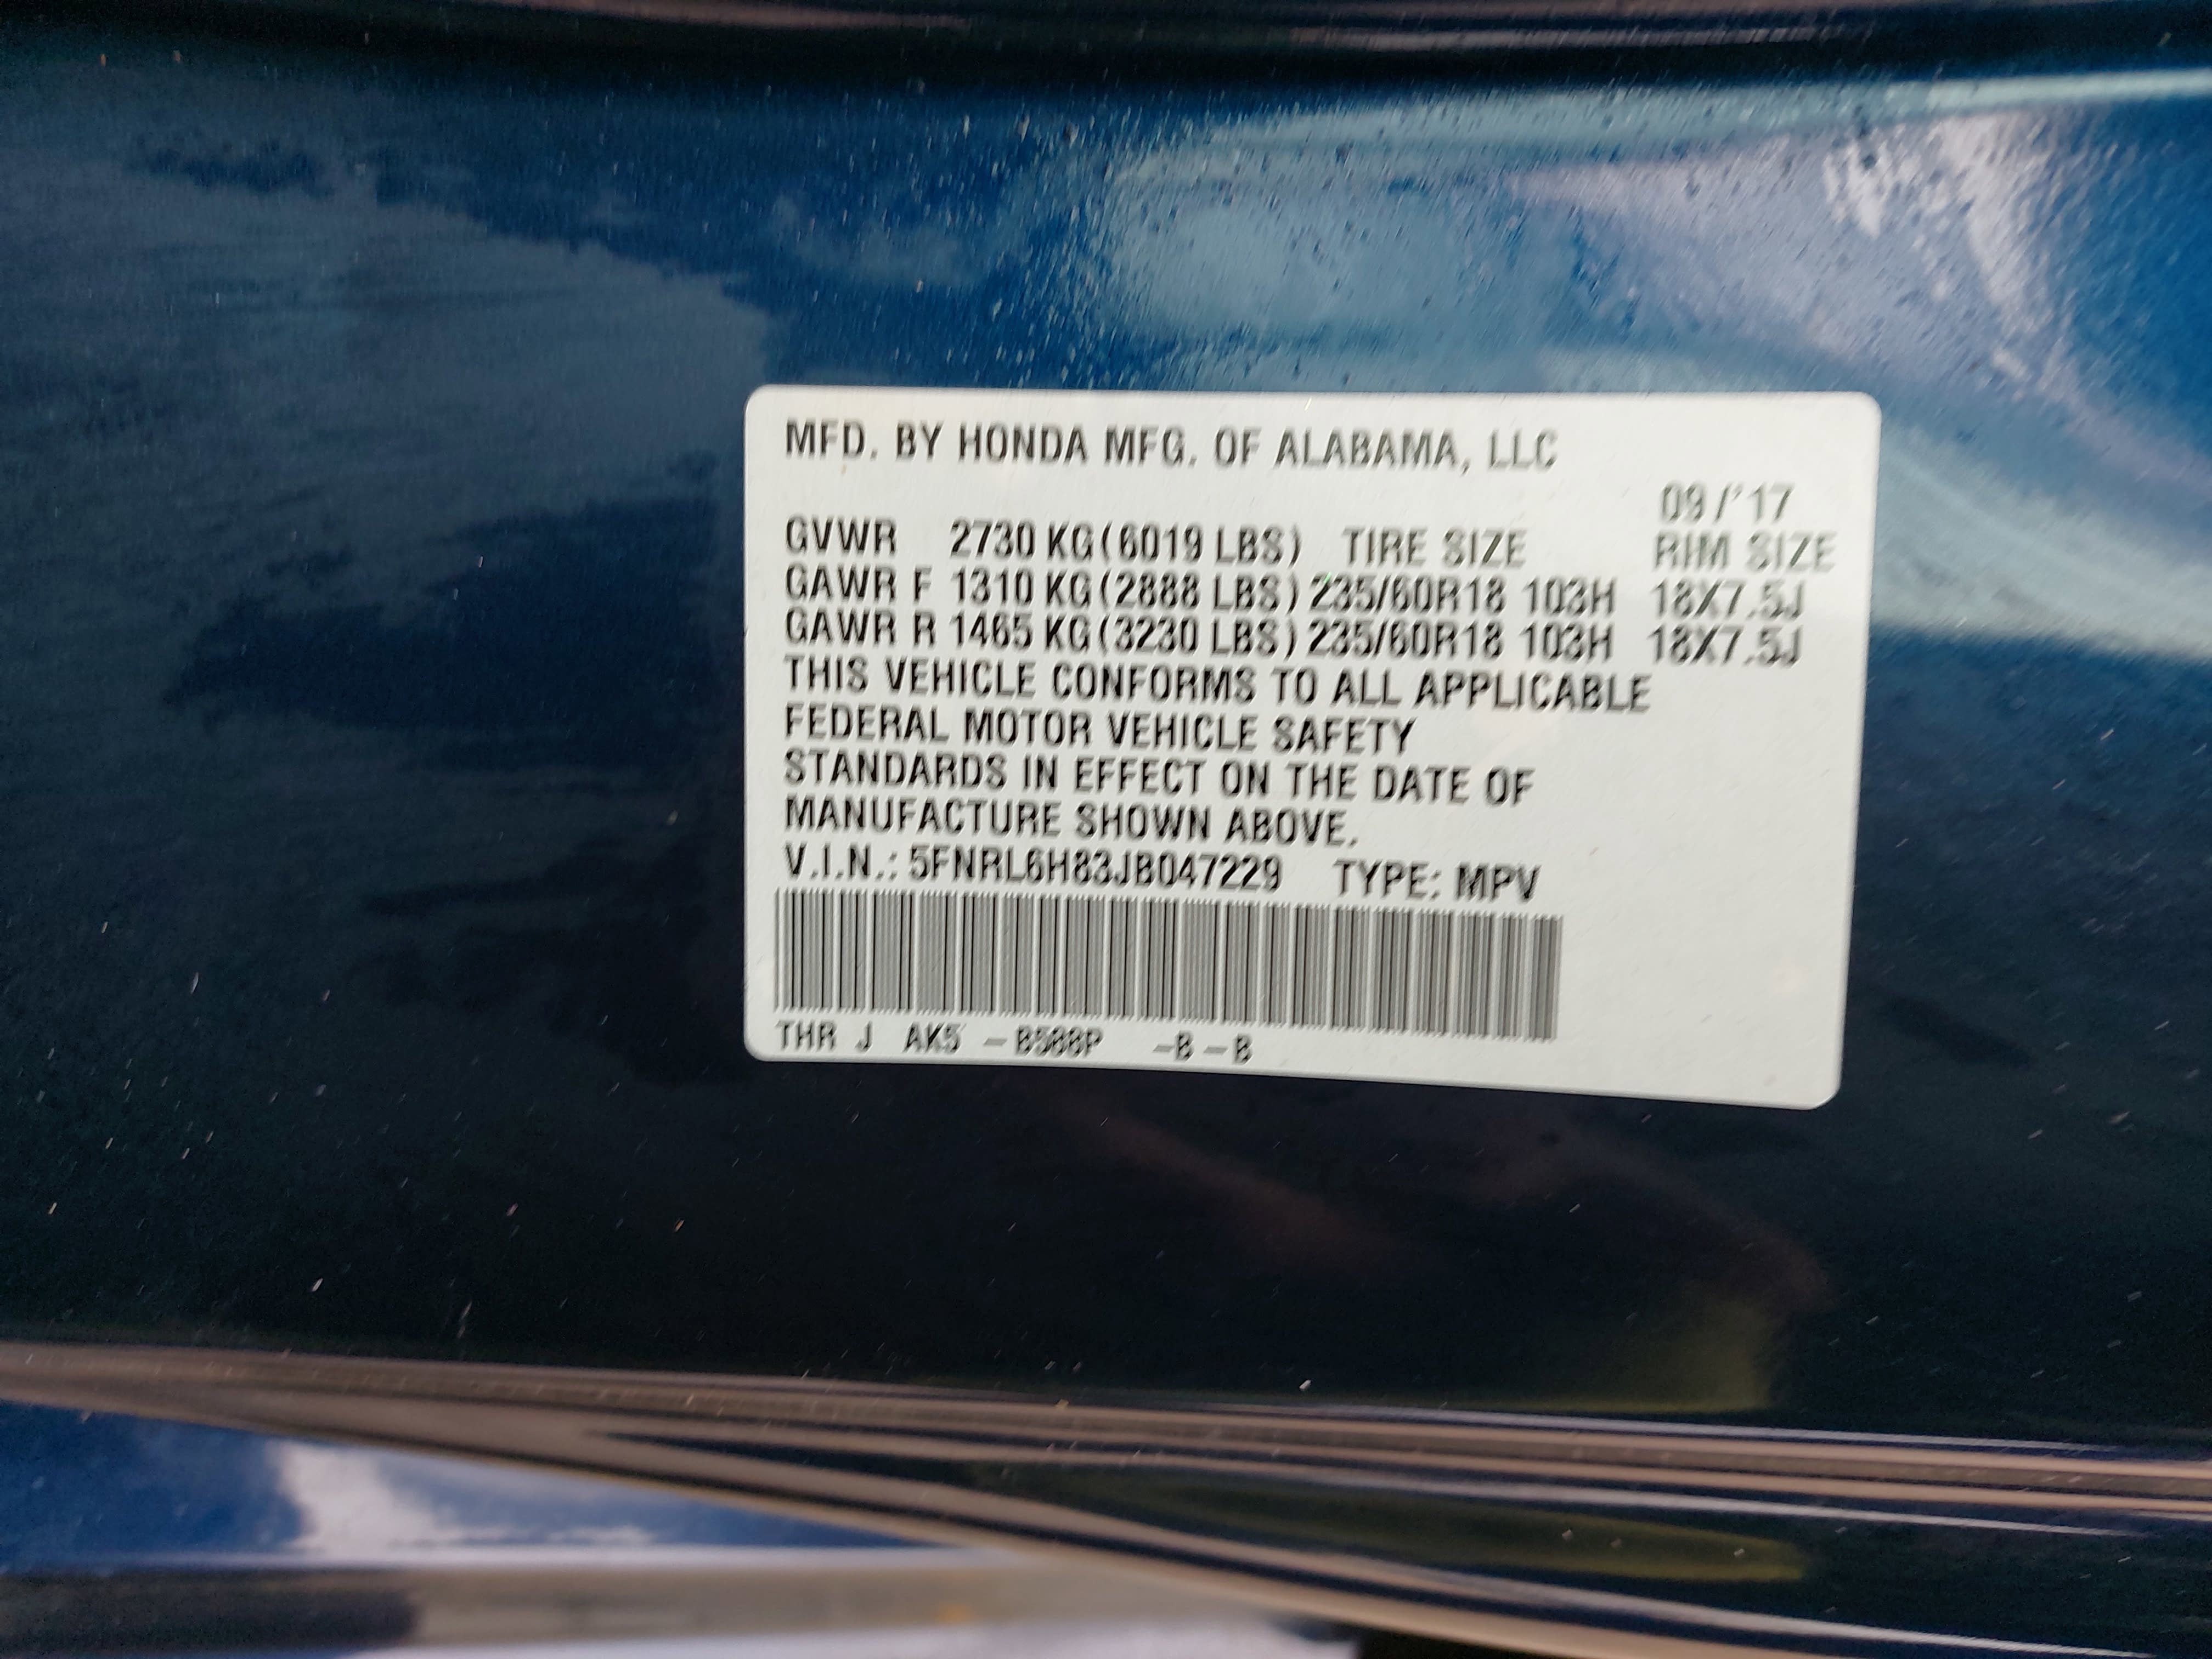 MFD. BY HONDA MFG. OF ALABAMA, LLC
09/'17
GVWR 2730 KG(6019 LBS) TIRE SIZE RIM SIZE
GAWR F 1310 KG(2888 LBS) 235/60R18 103H 18X7.5J
GAWR R 1465 KG(3230 LBS) 235/60R18 103H 18X7.5J
THIS VEHICLE CONFORMS TO ALL APPLICABLE
FEDERAL MOTOR VEHICLE SAFETY
STANDARDS IN EFFECT ON THE DATE OF
MANUFACTURE SHOWN ABOVE.
V.I.N.: 5FNRL6H83JB047229 TYPE: MPV
THR J AK5 - B588P -B-B